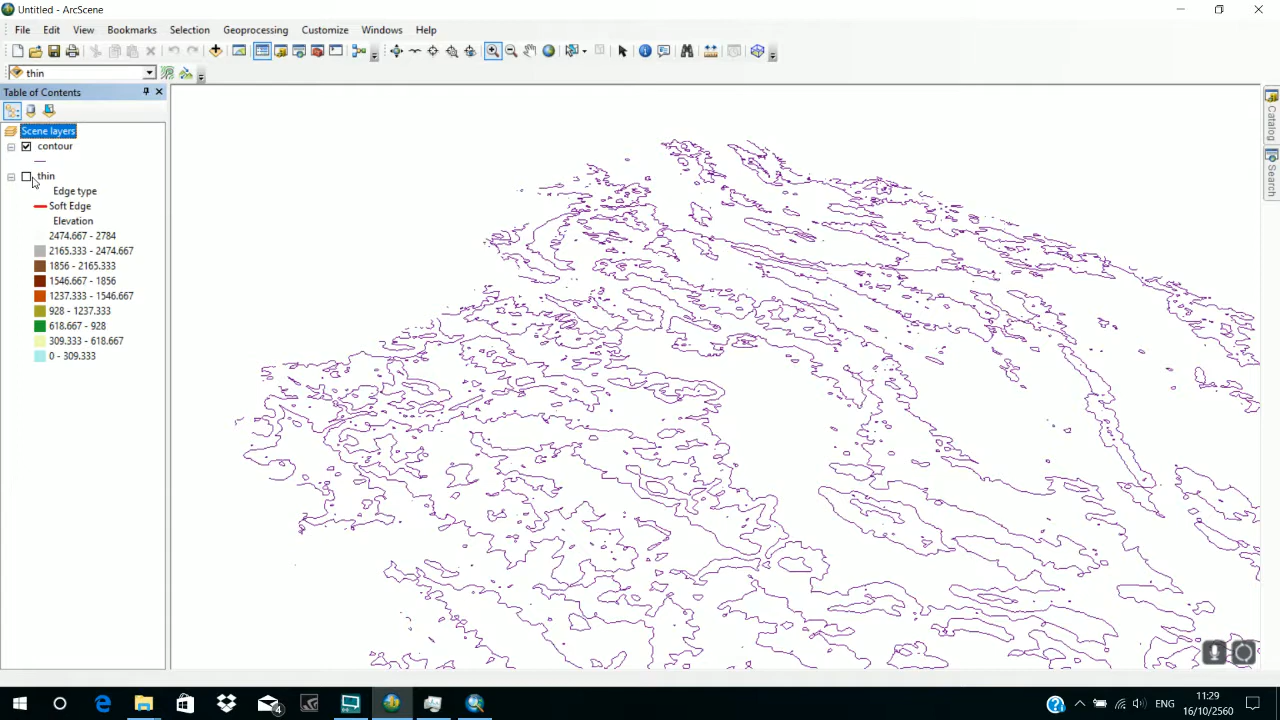 Untitled - ArcScene
File Edit View Bookmarks Selection Geoprocessing Customize Windows Help
thin
Table of Contents
Scene layers
contour
thin
Edge type
Soft Edge
Elevation
2474.667 - 2784
2165.333 - 2474.667
1856 - 2165.333
1546.667 - 1856
1237.333 - 1546.667
928 - 1237.333
618.667 - 928
309.333 - 618.667
0 - 309.333
Catalog
Search
4
ENG
11:29
16/10/2560